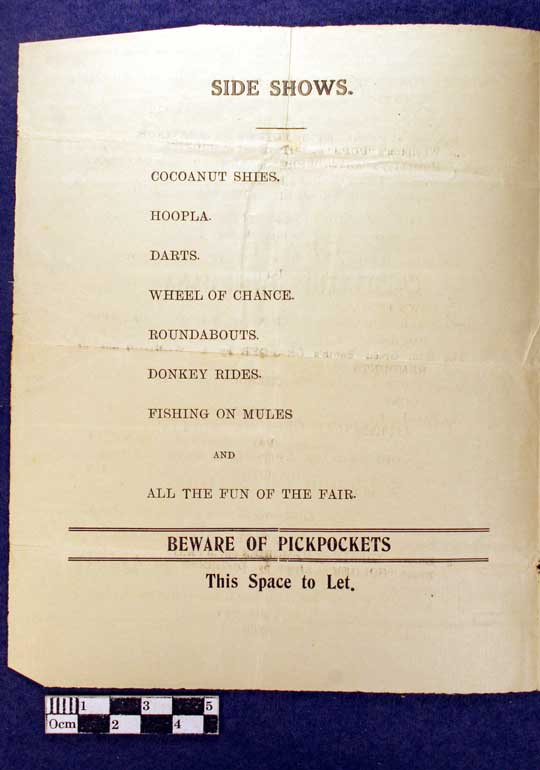 SIDE SHOWS.
COCOANUT SHIES.
HOOPLA.
DARTS.
WHEEL OF CHANCE.
ROUNDABOUTS.
DONKEY RIDES.
FISHING ON MULES
AND
ALL THE FUN OF THE FAIR.
BEWARE OF PICKPOCKETS
This Space to Let.
1 3 5
0cm 2 4